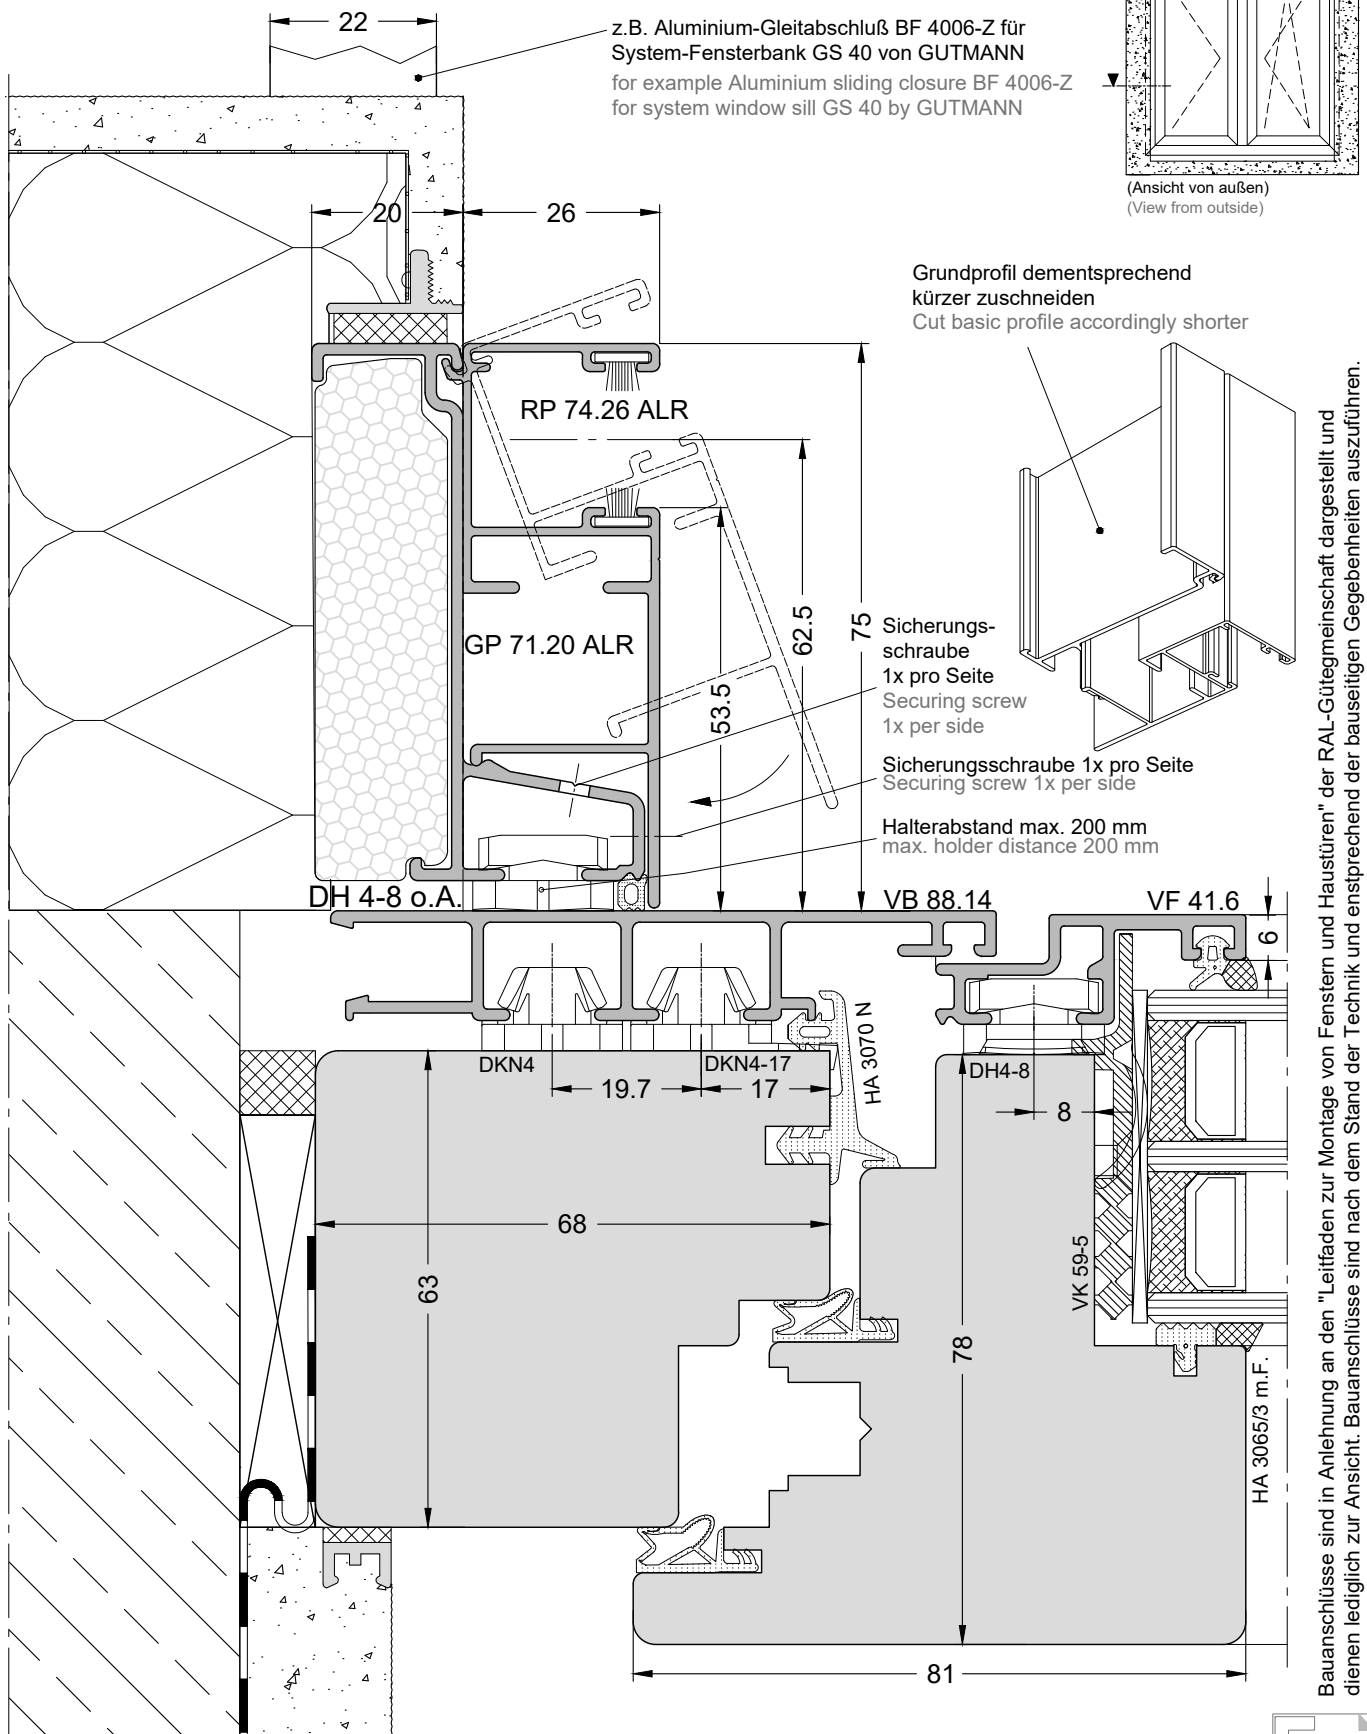 22
z.B. Aluminium-Gleitabschluß BF 4006-Z für
System-Fensterbank GS 40 von GUTMANN
for example Aluminium sliding closure BF 4006-Z
for system window sill GS 40 by GUTMANN
(Ansicht von außen)
(View from outside)
20
26
Grundprofil dementsprechend
kürzer zuschneiden
Cut basic profile accordingly shorter
RP 74.26 ALR
GP 71.20 ALR
53.5
62.5
75
Sicherungs-
schraube
1x pro Seite
Securing screw
1x per side
Sicherungsschraube 1x pro Seite
Securing screw 1x per side
Halterabstand max. 200 mm
max. holder distance 200 mm
DH 4-8 o.A.
VB 88.14
VF 41.6
6
DKN4
DKN4-17
HA 3070 N
DH4-8
19.7
17
8
68
63
78
VK 59-5
HA 3065/3 m.F.
81
Bauanschlüsse sind in Anlehnung an den "Leitfaden zur Montage von Fenstern und Haustüren" der RAL-Gütegmeinschaft dargestellt und
dienen lediglich zur Ansicht. Bauanschlüsse sind nach dem Stand der Technik und enstprechend der bauseitigen Gegebenheiten auszuführen.